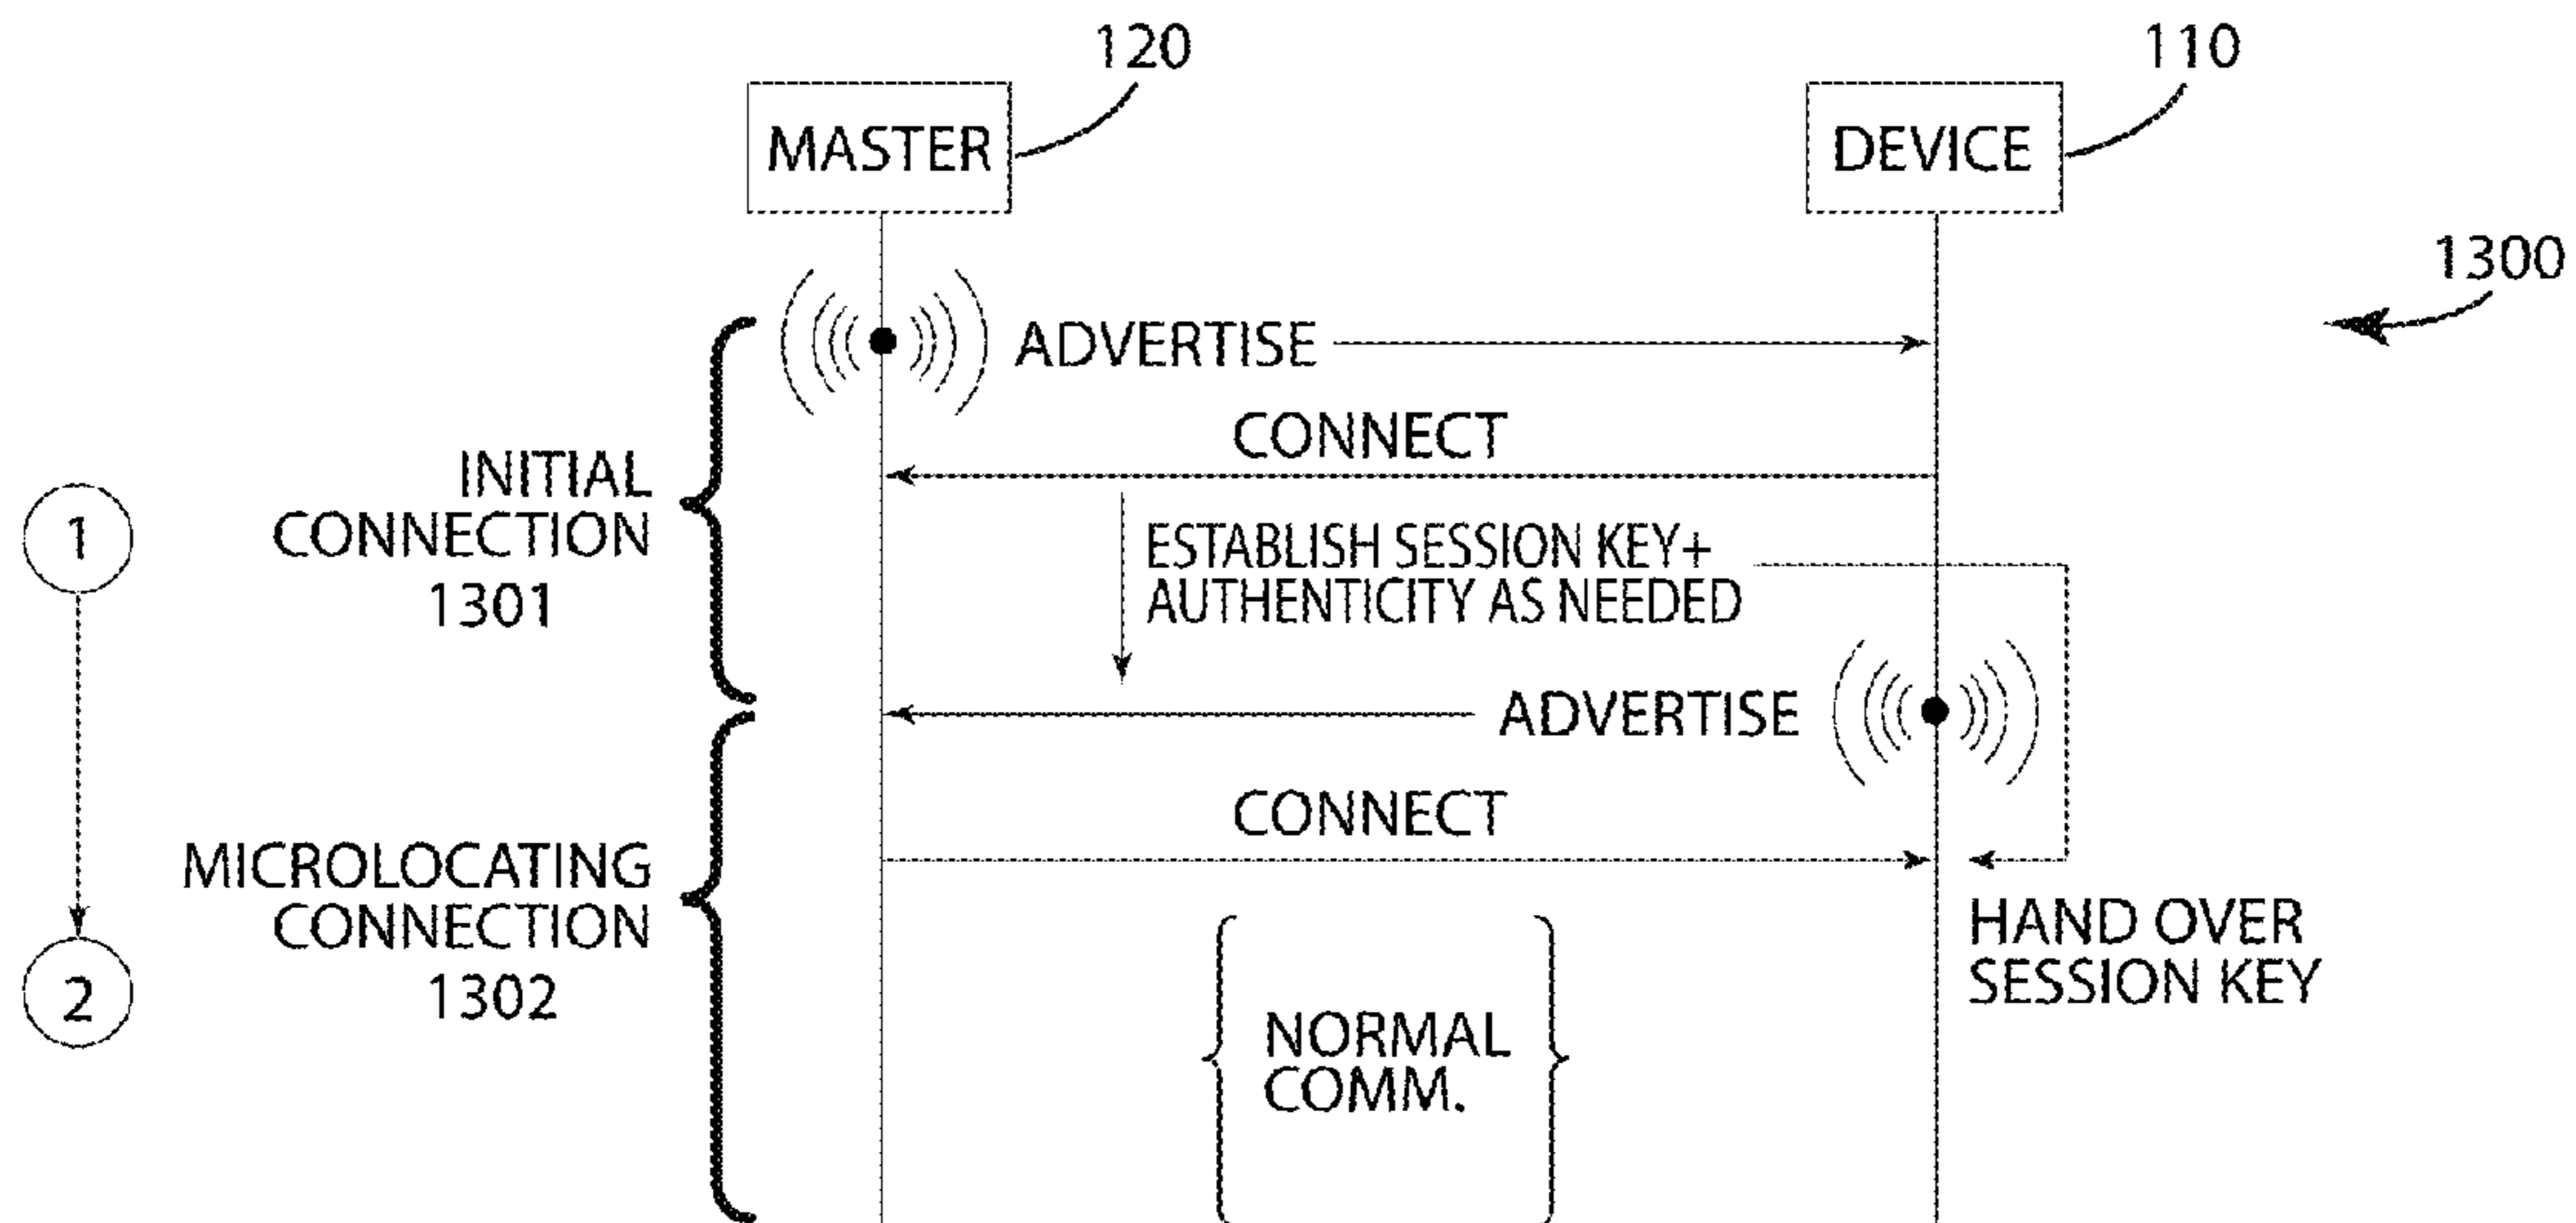 120
110
MASTER
DEVICE
1300
ADVERTISE
CONNECT
INITIAL
CONNECTION
1301
1
ESTABLISH SESSION KEY+
AUTHENTICITY AS NEEDED
ADVERTISE
CONNECT
MICROLOCATING
CONNECTION
1302
2
HAND OVER
SESSION KEY
NORMAL
COMM.